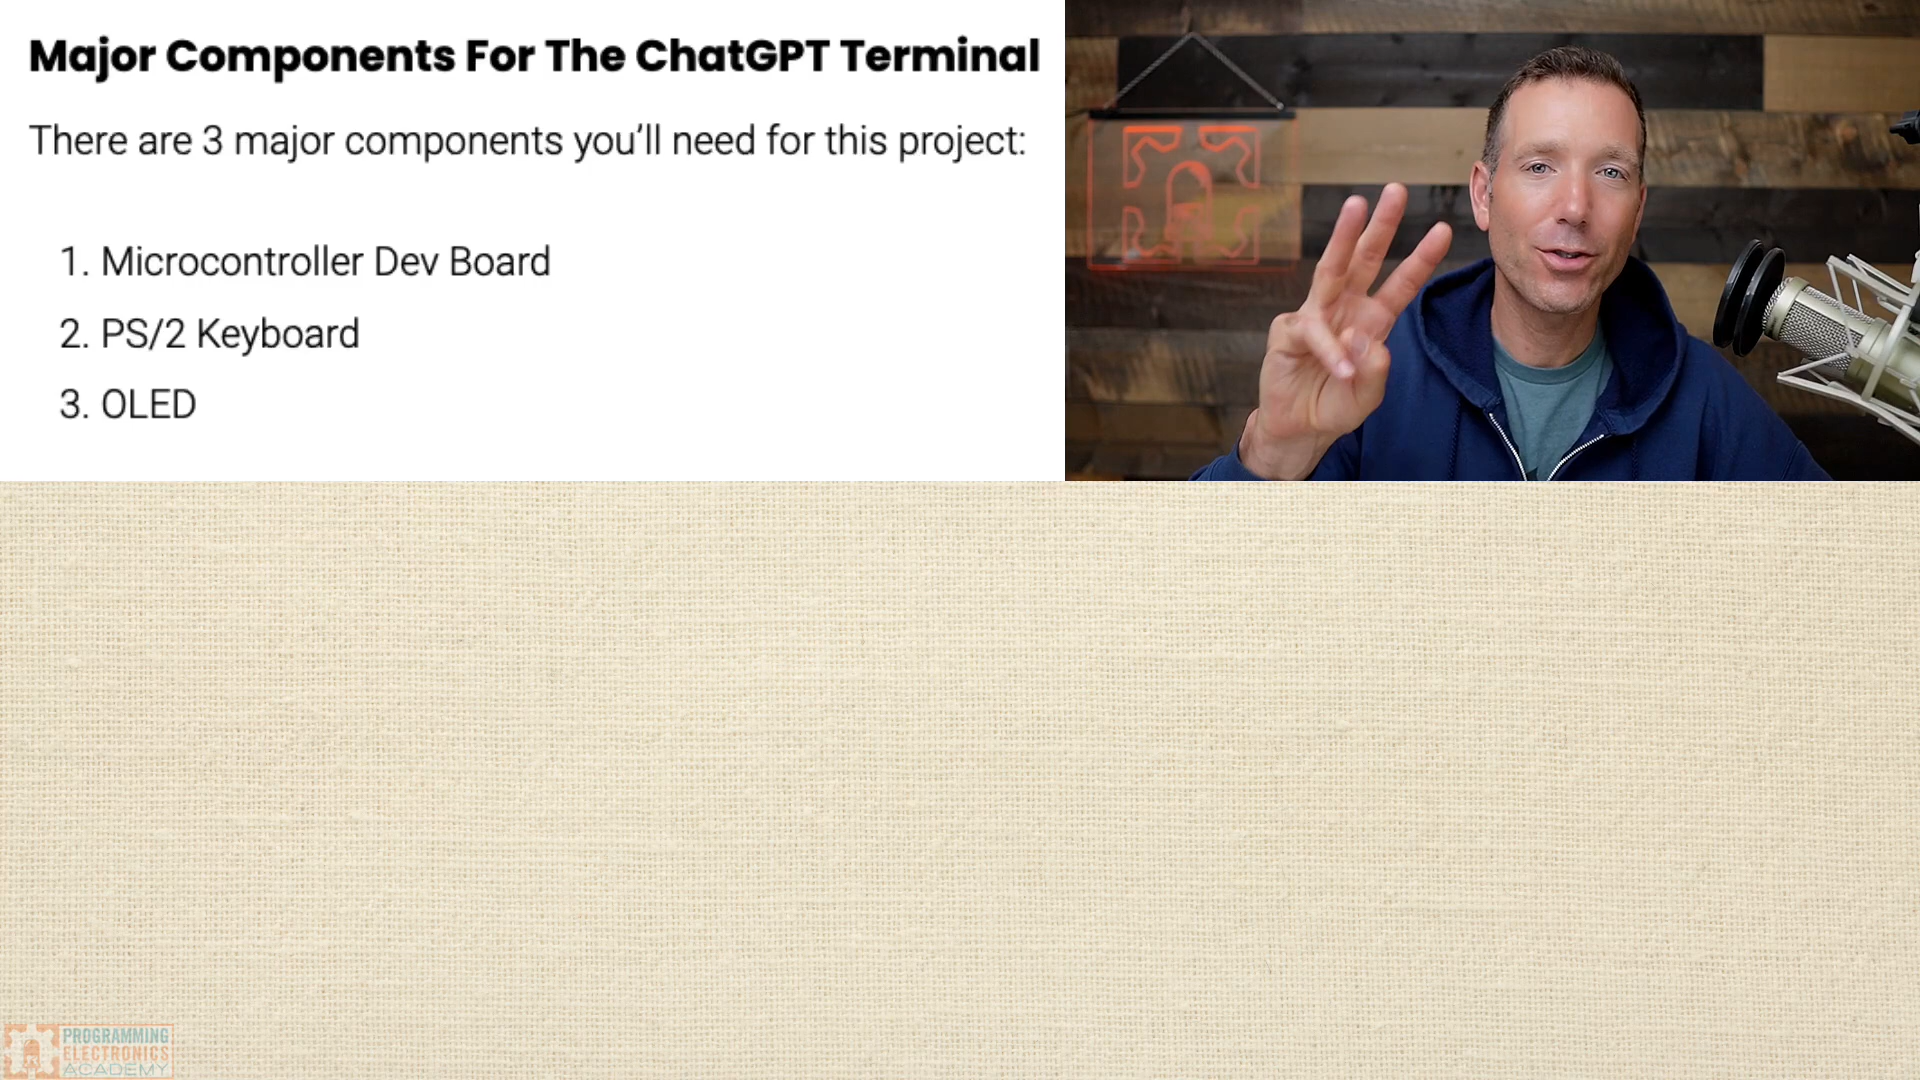 Major Components For The ChatGPT Terminal
There are 3 major components you'll need for this project:
1. Microcontroller Dev Board
2. PS/2 Keyboard
3. OLED
PROGRAMMING
ELECTRONICS
ACADEMY